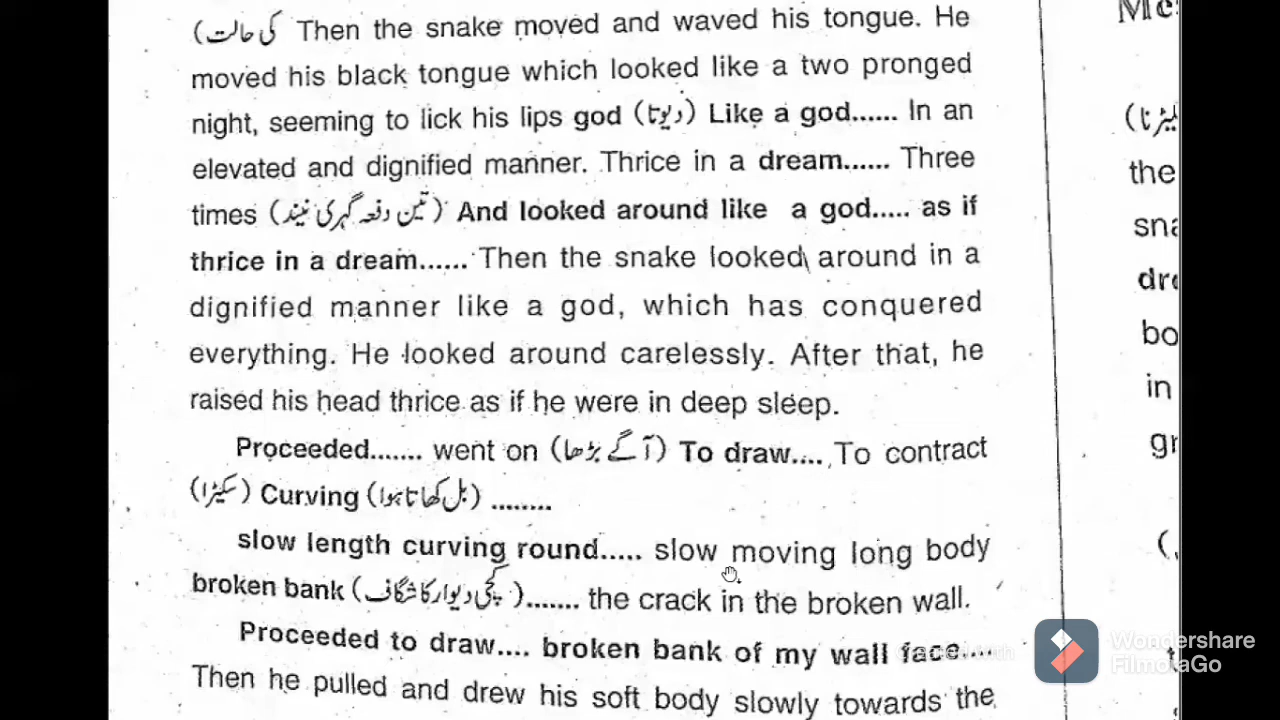 (کی حالت Then the snake moved and waved his tongue. He
moved his black tongue which looked like a two pronged
night, seeming to lick his lips god (دیوتا) Like a god...... In an
elevated and dignified manner. Thrice in a dream...... Three
times (تین دفعہ گہری نیند) And looked around like a god..... as if
thrice in a dream...... Then the snake looked around in a
dignified manner like a god, which has conquered
everything. He looked around carelessly. After that, he
raised his head thrice as if he were in deep sleep.
Proceeded....... went on (آگے بڑھا) To draw.... To contract
(سکیڑا) Curving (بل کھاتا ہوا) ........
slow length curving round..... slow moving long body
broken bank (پکی دیوار کا شگاف)....... the crack in the broken wall.
Proceeded to draw.... broken bank of my wall face....
Then he pulled and drew his soft body slowly towards the
the
bo
in
gr
Wondershare
FilmoraGo